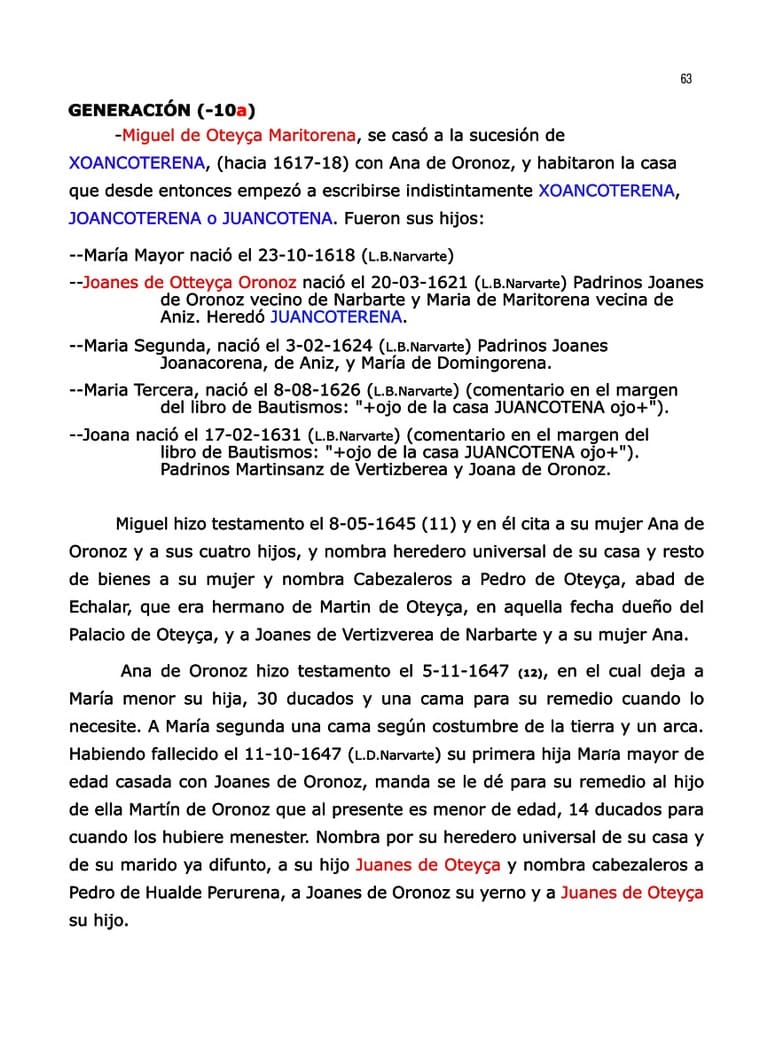 63
GENERACIÓN (-10a)
-Miguel de Oteyça Maritorena, se casó a la sucesión de
XOANCOTERENA, (hacia 1617-18) con Ana de Oronoz, y habitaron la casa
que desde entonces empezó a escribirse indistintamente XOANCOTERENA,
JOANCOTERENA o JUANCOTENA. Fueron sus hijos:
--María Mayor nació el 23-10-1618 (L.B.Narvarte)
--Joanes de Otteyça Oronoz nació el 20-03-1621 (L.B.Narvarte) Padrinos Joanes
de Oronoz vecino de Narbarte y Maria de Maritorena vecina de
Aniz. Heredó JUANCOTERENA.
--Maria Segunda, nació el 3-02-1624 (L.B.Narvarte) Padrinos Joanes
Joanacorena, de Aniz, y María de Domingorena.
--Maria Tercera, nació el 8-08-1626 (L.B.Narvarte) (comentario en el margen
del libro de Bautismos: "+ojo de la casa JUANCOTENA ojo+").
--Joana nació el 17-02-1631 (L.B.Narvarte) (comentario en el margen del
libro de Bautismos: "+ojo de la casa JUANCOTENA ojo+").
Padrinos Martinsanz de Vertizberea y Joana de Oronoz.
Miguel hizo testamento el 8-05-1645 (11) y en él cita a su mujer Ana de
Oronoz y a sus cuatro hijos, y nombra heredero universal de su casa y resto
de bienes a su mujer y nombra Cabezaleros a Pedro de Oteyça, abad de
Echalar, que era hermano de Martin de Oteyça, en aquella fecha dueño del
Palacio de Oteyça, y a Joanes de Vertizverea de Narbarte y a su mujer Ana.
Ana de Oronoz hizo testamento el 5-11-1647 (12), en el cual deja a
María menor su hija, 30 ducados y una cama para su remedio cuando lo
necesite. A María segunda una cama según costumbre de la tierra y un arca.
Habiendo fallecido el 11-10-1647 (L.D.Narvarte) su primera hija María mayor de
edad casada con Joanes de Oronoz, manda se le dé para su remedio al hijo
de ella Martín de Oronoz que al presente es menor de edad, 14 ducados para
cuando los hubiere menester. Nombra por su heredero universal de su casa y
de su marido ya difunto, a su hijo Juanes de Oteyça y nombra cabezaleros a
Pedro de Hualde Perurena, a Joanes de Oronoz su yerno y a Juanes de Oteyça
su hijo.